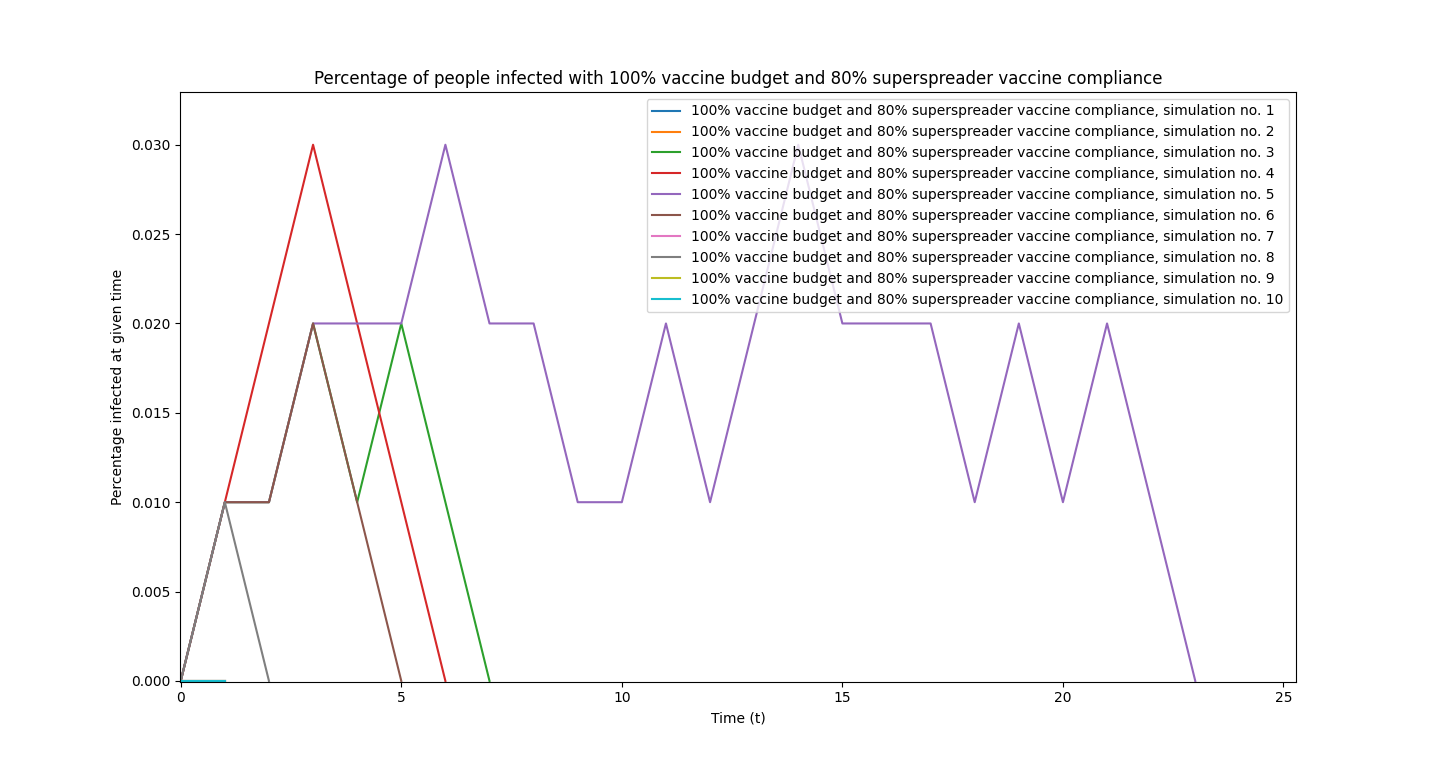 Percentage of people infected with 100% vaccine budget and 80% superspreader vaccine compliance
100% vaccine budget and 80% superspreader vaccine compliance, simulation no. 1
100% vaccine budget and 80% superspreader vaccine compliance, simulation no. 2
100% vaccine budget and 80% superspreader vaccine compliance, simulation no. 3
100% vaccine budget and 80% superspreader vaccine compliance, simulation no. 4
100% vaccine budget and 80% superspreader vaccine compliance, simulation no. 5
100% vaccine budget and 80% superspreader vaccine compliance, simulation no. 6
100% vaccine budget and 80% superspreader vaccine compliance, simulation no. 7
100% vaccine budget and 80% superspreader vaccine compliance, simulation no. 8
100% vaccine budget and 80% superspreader vaccine compliance, simulation no. 9
100% vaccine budget and 80% superspreader vaccine compliance, simulation no. 10
Percentage infected at given time
0.030
0.025
0.020
0.015
0.010
0.005
0.000
0 5 10 15 20 25
Time (t)